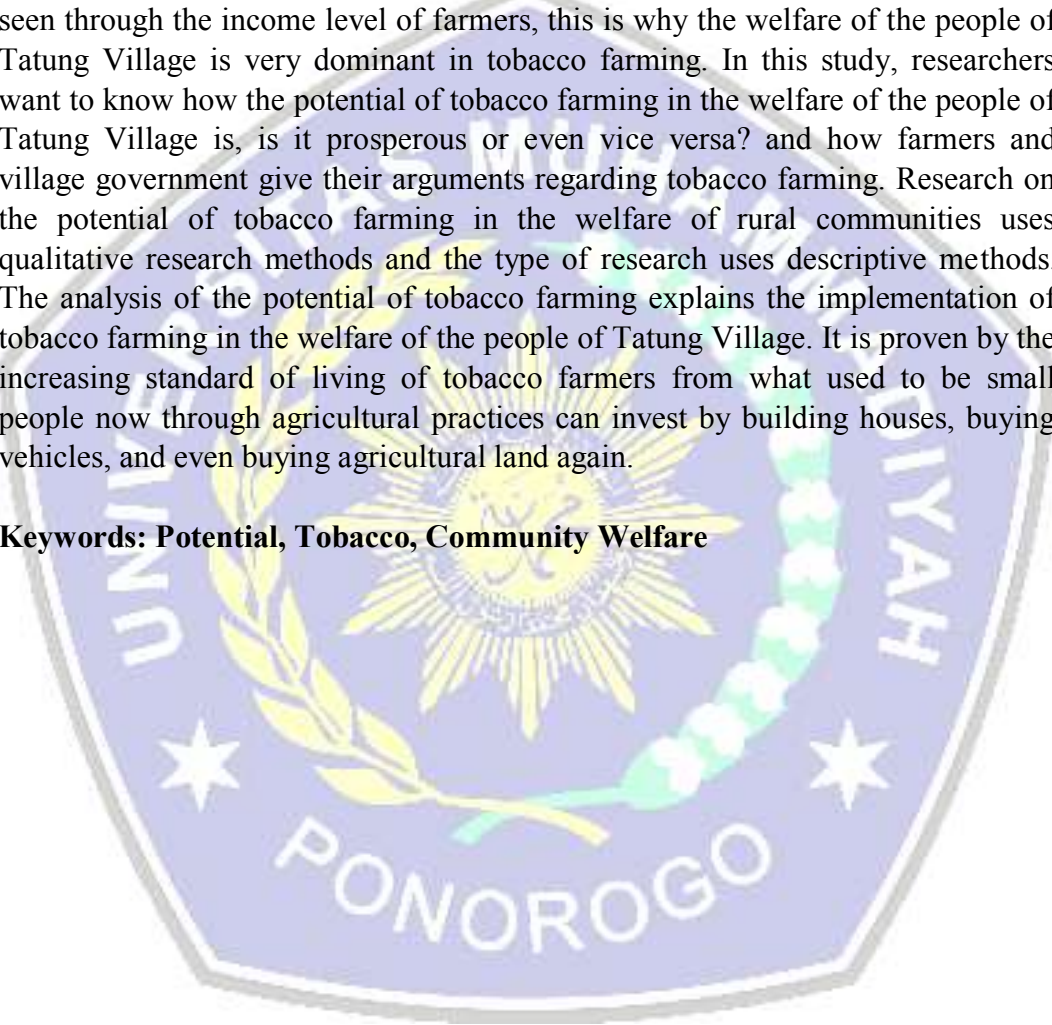 seen through the income level of farmers, this is why the welfare of the people of
Tatung Village is very dominant in tobacco farming. In this study, researchers
want to know how the potential of tobacco farming in the welfare of the people of
Tatung Village is, is it prosperous or even vice versa? and how farmers and
village government give their arguments regarding tobacco farming. Research on
the potential of tobacco farming in the welfare of rural communities uses
qualitative research methods and the type of research uses descriptive methods.
The analysis of the potential of tobacco farming explains the implementation of
tobacco farming in the welfare of the people of Tatung Village. It is proven by the
increasing standard of living of tobacco farmers from what used to be small
people now through agricultural practices can invest by building houses, buying
vehicles, and even buying agricultural land again.
Keywords: Potential, Tobacco, Community Welfare
UNIVERSITAS MUHAMMADIYAH
PONOROGO